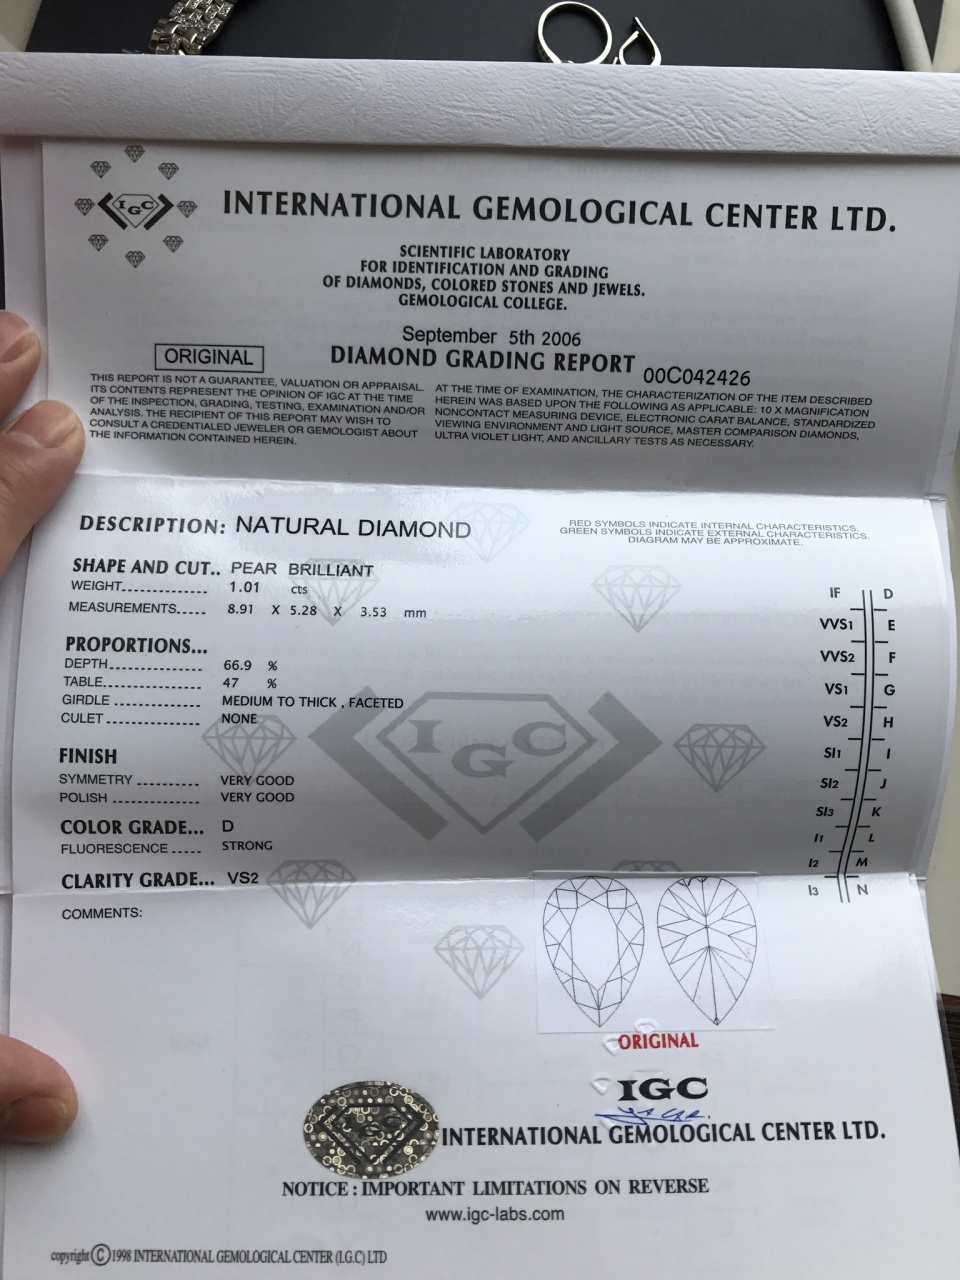 IGC
INTERNATIONAL GEMOLOGICAL CENTER LTD.
SCIENTIFIC LABORATORY
FOR IDENTIFICATION AND GRADING
OF DIAMONDS, COLORED STONES AND JEWELS.
GEMOLOGICAL COLLEGE.
September 5th 2006
ORIGINAL
DIAMOND GRADING REPORT 00C042426
THIS REPORT IS NOT A GUARANTEE, VALUATION OR APPRAISAL.
ITS CONTENTS REPRESENT THE OPINION OF IGC AT THE TIME
OF THE INSPECTION, GRADING, TESTING, EXAMINATION AND/OR
ANALYSIS. THE RECIPIENT OF THIS REPORT MAY WISH TO
CONSULT A CREDENTIALED JEWELER OR GEMOLOGIST ABOUT
THE INFORMATION CONTAINED HEREIN.
AT THE TIME OF EXAMINATION, THE CHARACTERIZATION OF THE ITEM DESCRIBED
HEREIN WAS BASED UPON THE FOLLOWING AS APPLICABLE: 10 X MAGNIFICATION
NONCONTACT MEASURING DEVICE, ELECTRONIC CARAT BALANCE, STANDARDIZED
VIEWING ENVIRONMENT AND LIGHT SOURCE, MASTER COMPARISON DIAMONDS,
ULTRA VIOLET LIGHT, AND ANCILLARY TESTS AS NECESSARY.
DESCRIPTION: NATURAL DIAMOND
RED SYMBOLS INDICATE INTERNAL CHARACTERISTICS.
GREEN SYMBOLS INDICATE EXTERNAL CHARACTERISTICS.
DIAGRAM MAY BE APPROXIMATE.
SHAPE AND CUT.. PEAR BRILLIANT
WEIGHT.................... 1.01 cts
MEASUREMENTS..... 8.91 X 5.28 X 3.53 mm
PROPORTIONS...
DEPTH...................... 66.9 %
TABLE....................... 47 %
GIRDLE .................... MEDIUM TO THICK , FACETED
CULET ..................... NONE
FINISH
SYMMETRY .............. VERY GOOD
POLISH .................... VERY GOOD
COLOR GRADE... D
FLUORESCENCE ...... STRONG
CLARITY GRADE... VS2
COMMENTS:
IF D
VVS1 E
VVS2 F
VS1 G
VS2 H
SI1 I
SI2 J
SI3 K
I1 L
I2 M
I3 N
IGC
ORIGINAL
IGC
INTERNATIONAL GEMOLOGICAL CENTER LTD.
NOTICE : IMPORTANT LIMITATIONS ON REVERSE
www.igc-labs.com
copyright © 1998 INTERNATIONAL GEMOLOGICAL CENTER (I.G.C) LTD